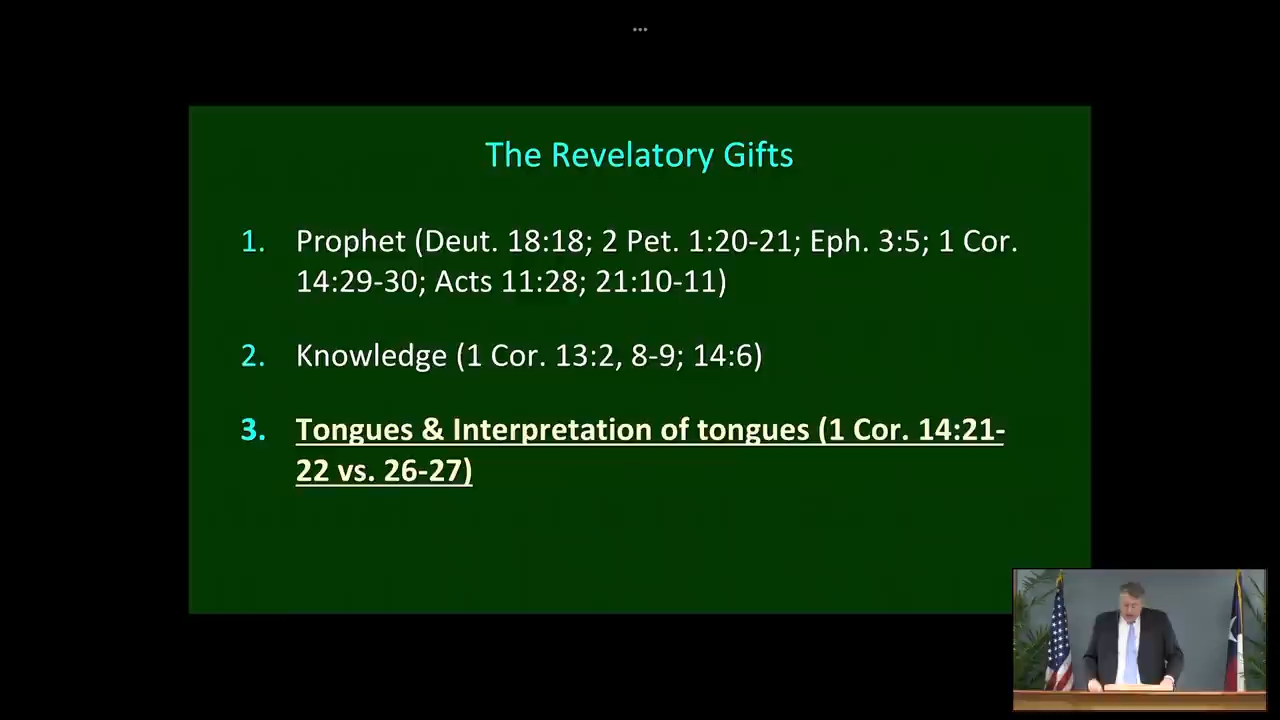 The Revelatory Gifts
1. Prophet (Deut. 18:18; 2 Pet. 1:20-21; Eph. 3:5; 1 Cor.
14:29-30; Acts 11:28; 21:10-11)
2. Knowledge (1 Cor. 13:2, 8-9; 14:6)
3. Tongues & Interpretation of tongues (1 Cor. 14:21-
22 vs. 26-27)